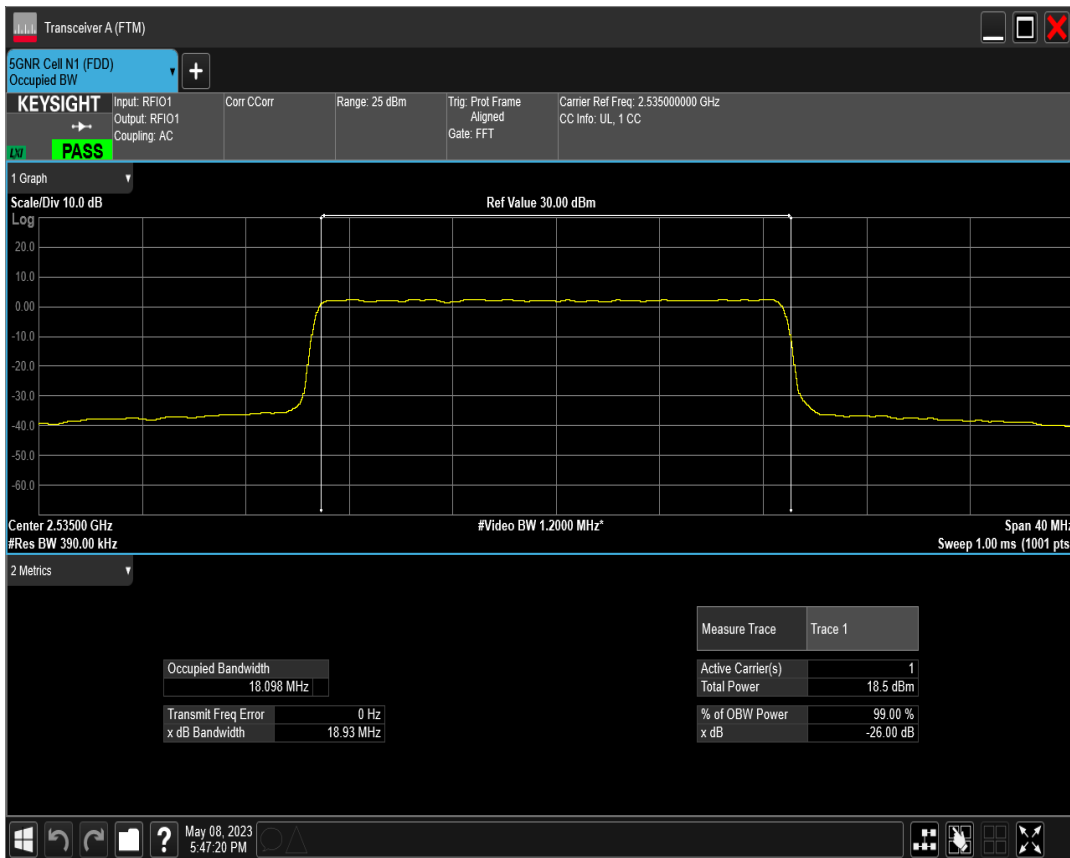 Transceiver A (FTM)
5GNR Cell N1 (FDD)
Occupied BW
KEYSIGHT
LXI
PASS
Input: RFIO1
Output: RFIO1
Coupling: AC
Corr CCorr
Range: 25 dBm
Trig: Prot Frame
Aligned
Gate: FFT
Carrier Ref Freq: 2.535000000 GHz
CC Info: UL, 1 CC
1 Graph
Scale/Div 10.0 dB
Ref Value 30.00 dBm
Log
20.0
10.0
0.00
-10.0
-20.0
-30.0
-40.0
-50.0
-60.0
Center 2.53500 GHz
#Video BW 1.2000 MHz*
Span 40 MHz
#Res BW 390.00 kHz
Sweep 1.00 ms (1001 pts
2 Metrics
Measure Trace Trace 1
Occupied Bandwidth
18.098 MHz
Active Carrier(s) 1
Total Power 18.5 dBm
Transmit Freq Error 0 Hz
x dB Bandwidth 18.93 MHz
% of OBW Power 99.00 %
x dB -26.00 dB
?
May 08, 2023
5:47:20 PM